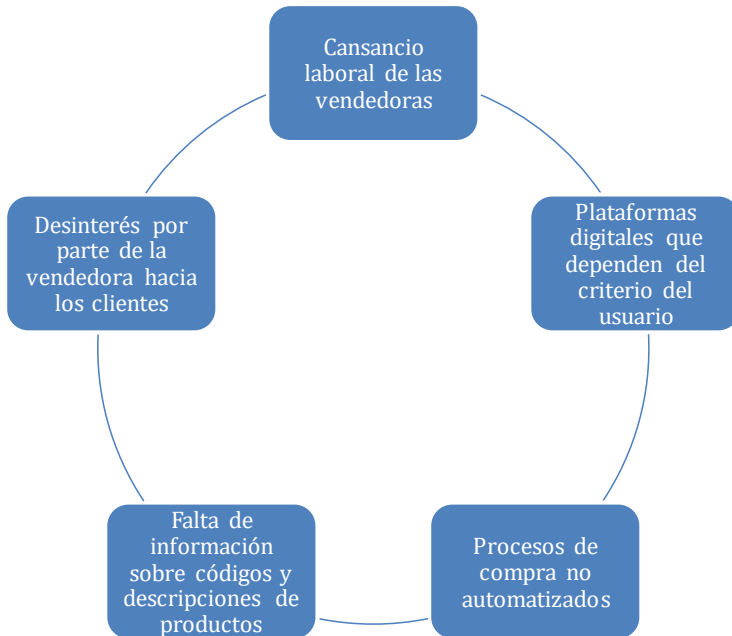 Cansancio
laboral de las
vendedoras
Plataformas
digitales que
dependen del
criterio del
usuario
Procesos de
compra no
automatizados
Falta de
información
sobre códigos y
descripciones de
productos
Desinterés por
parte de la
vendedora hacia
los clientes